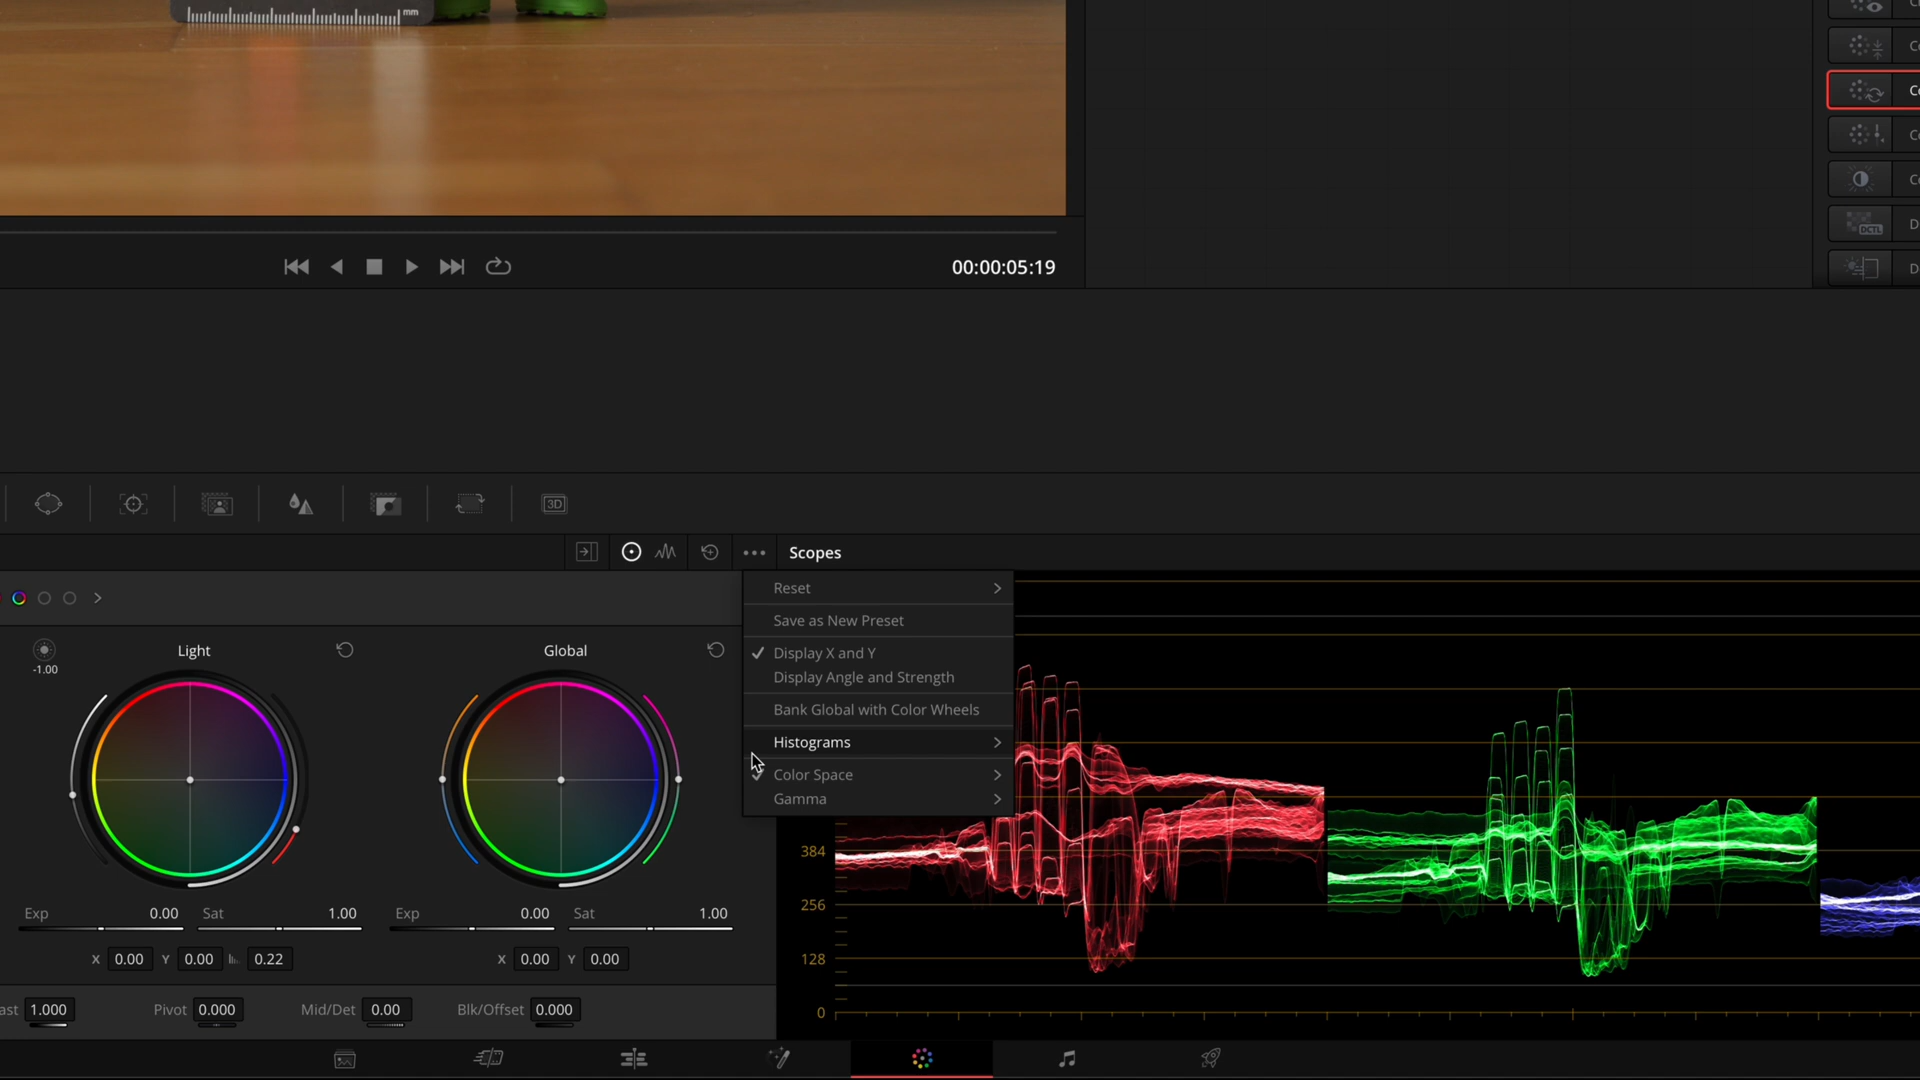 mm
00:00:05:19
DCTL
3D
Scopes
Reset
Save as New Preset
Display X and Y
Display Angle and Strength
Bank Global with Color Wheels
Histograms
Color Space
Gamma
Light
Global
-1.00
Exp 0.00 Sat 1.00
Exp 0.00 Sat 1.00
X 0.00 Y 0.00 0.22
X 0.00 Y 0.00
ast 1.000 Pivot 0.000 Mid/Det 0.00 Blk/Offset 0.000
384
256
128
0